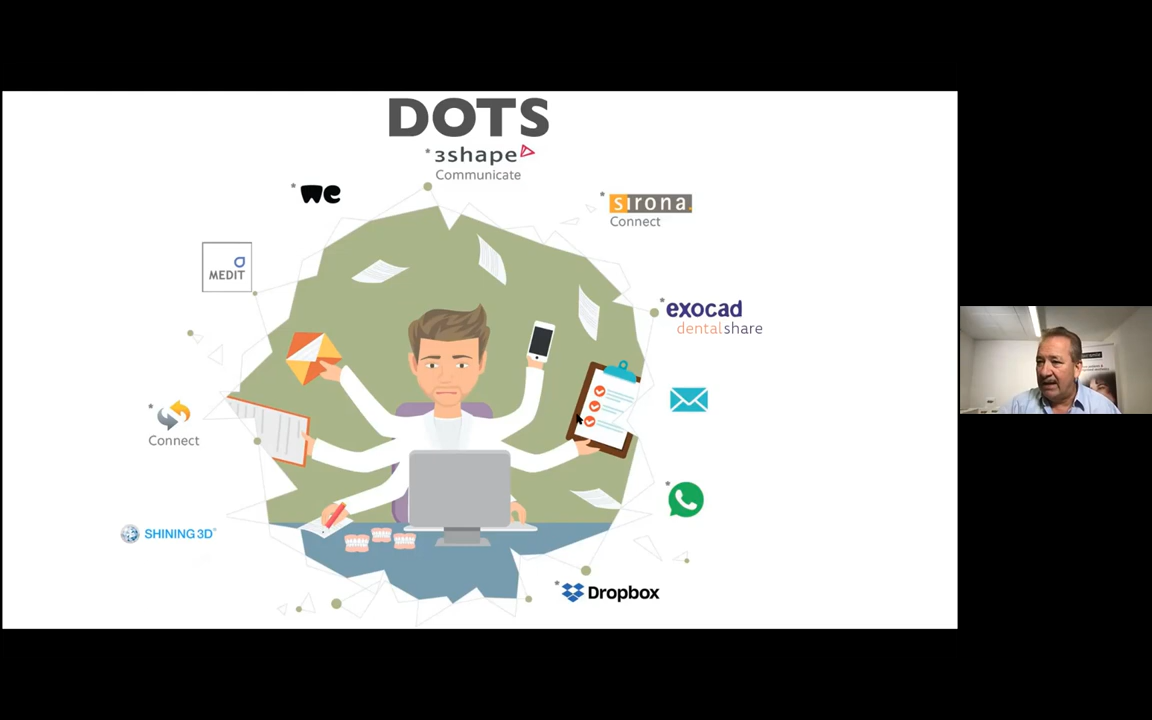 DOTS
*3shape
Communicate
*we
*sirona.
Connect
MEDIT
*exocad
dentalshare
*
Connect
*
SHINING 3D®
*Dropbox